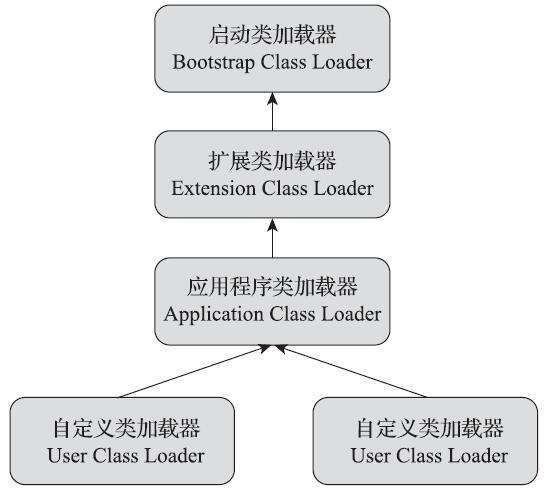 启动类加载器
Bootstrap Class Loader
扩展类加载器
Extension Class Loader
应用程序类加载器
Application Class Loader
自定义类加载器
User Class Loader
自定义类加载器
User Class Loader